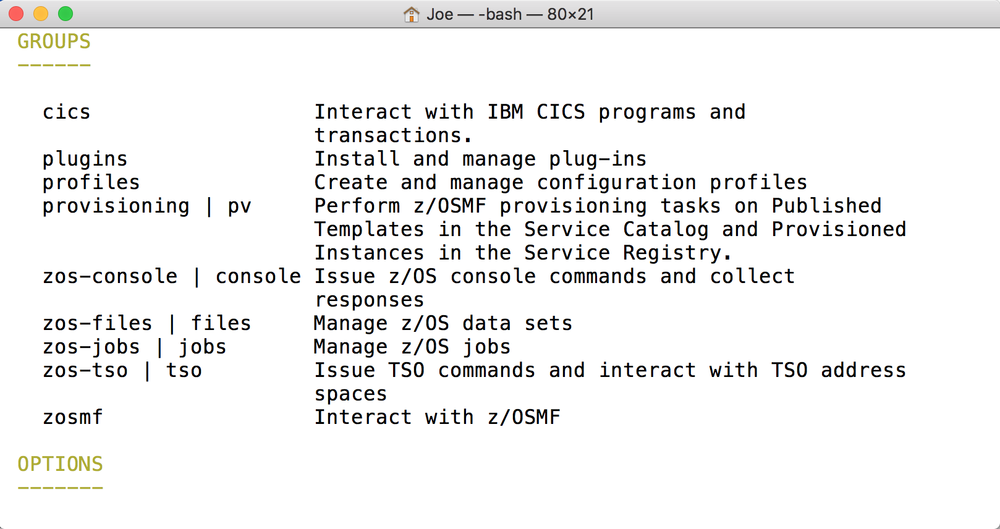 Joe — -bash — 80×21
GROUPS
------
cics Interact with IBM CICS programs and
transactions.
plugins Install and manage plug-ins
profiles Create and manage configuration profiles
provisioning | pv Perform z/OSMF provisioning tasks on Published
Templates in the Service Catalog and Provisioned
Instances in the Service Registry.
zos-console | console Issue z/OS console commands and collect
responses
zos-files | files Manage z/OS data sets
zos-jobs | jobs Manage z/OS jobs
zos-tso | tso Issue TSO commands and interact with TSO address
spaces
zosmf Interact with z/OSMF
OPTIONS
-------